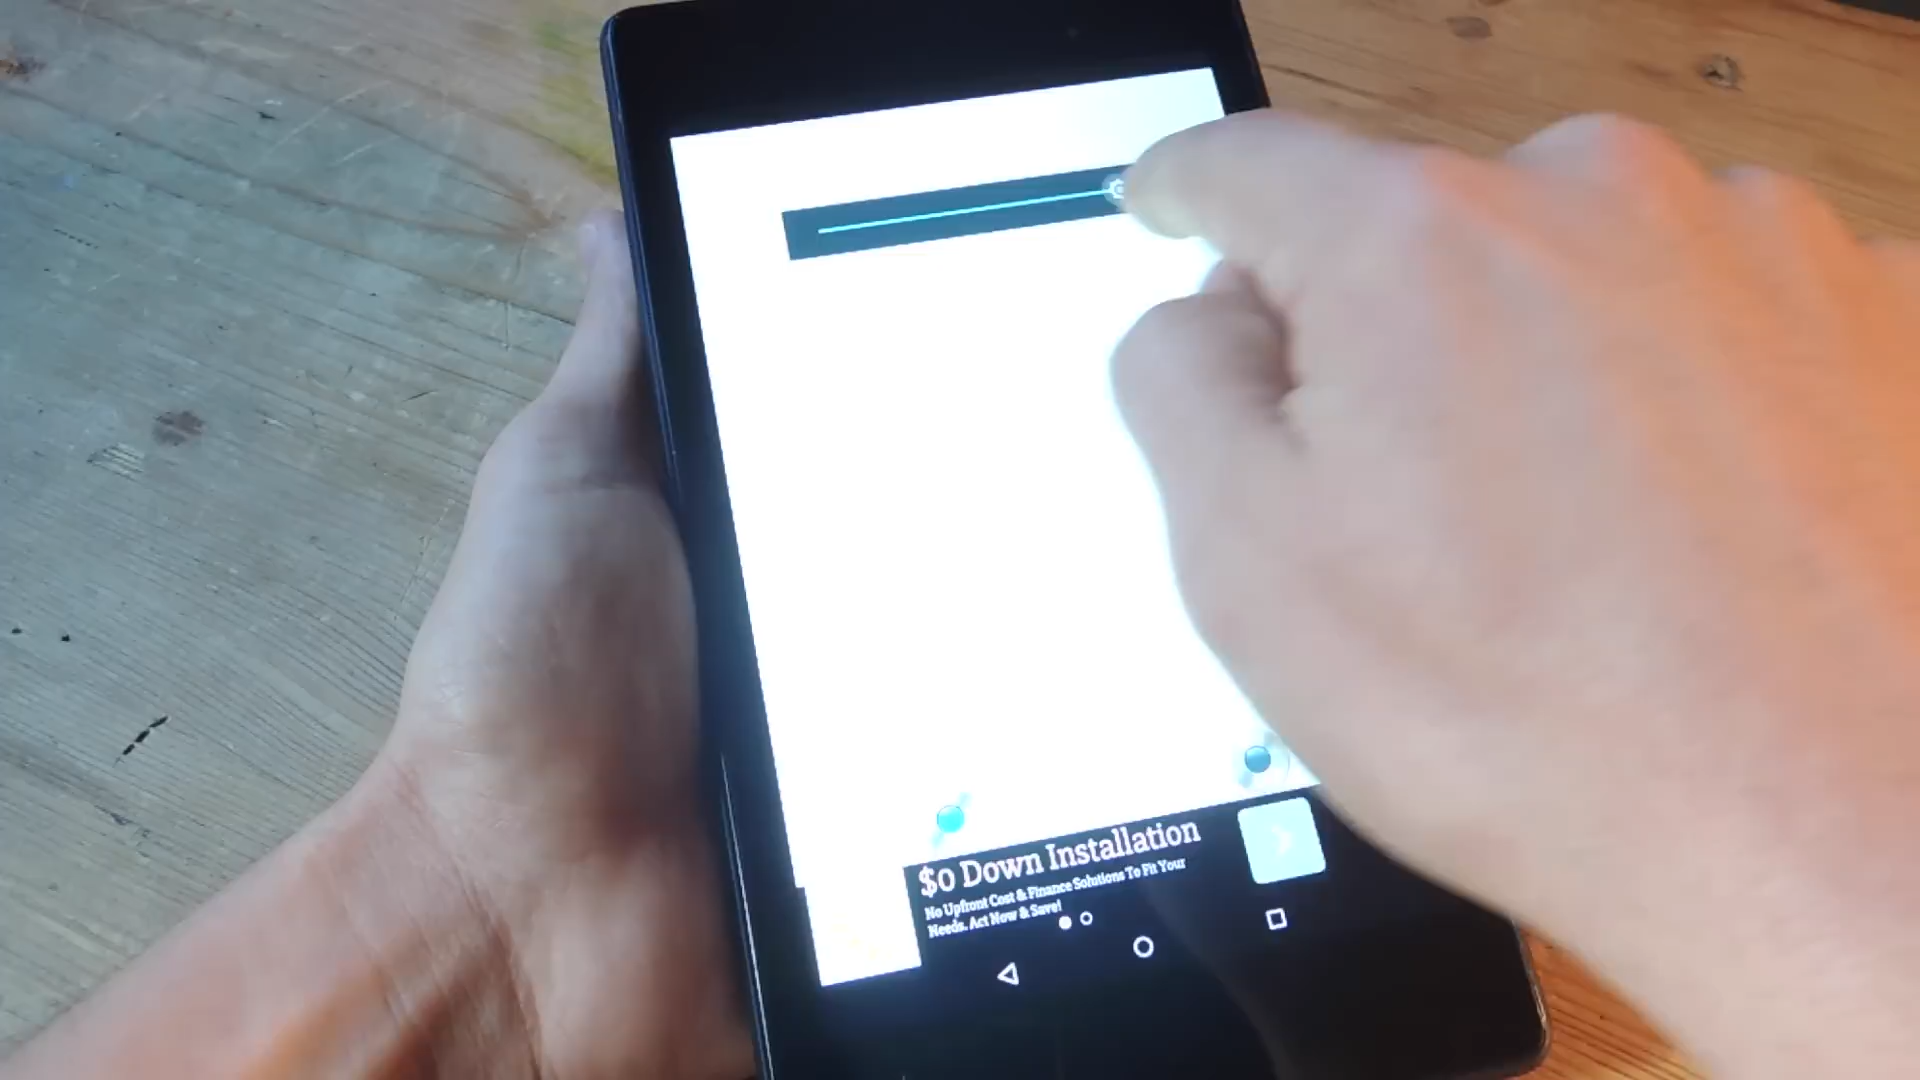 $0 Down Installation
No Upfront Cost & Finance Solutions To Fit Your
Needs. Act Now & Save!